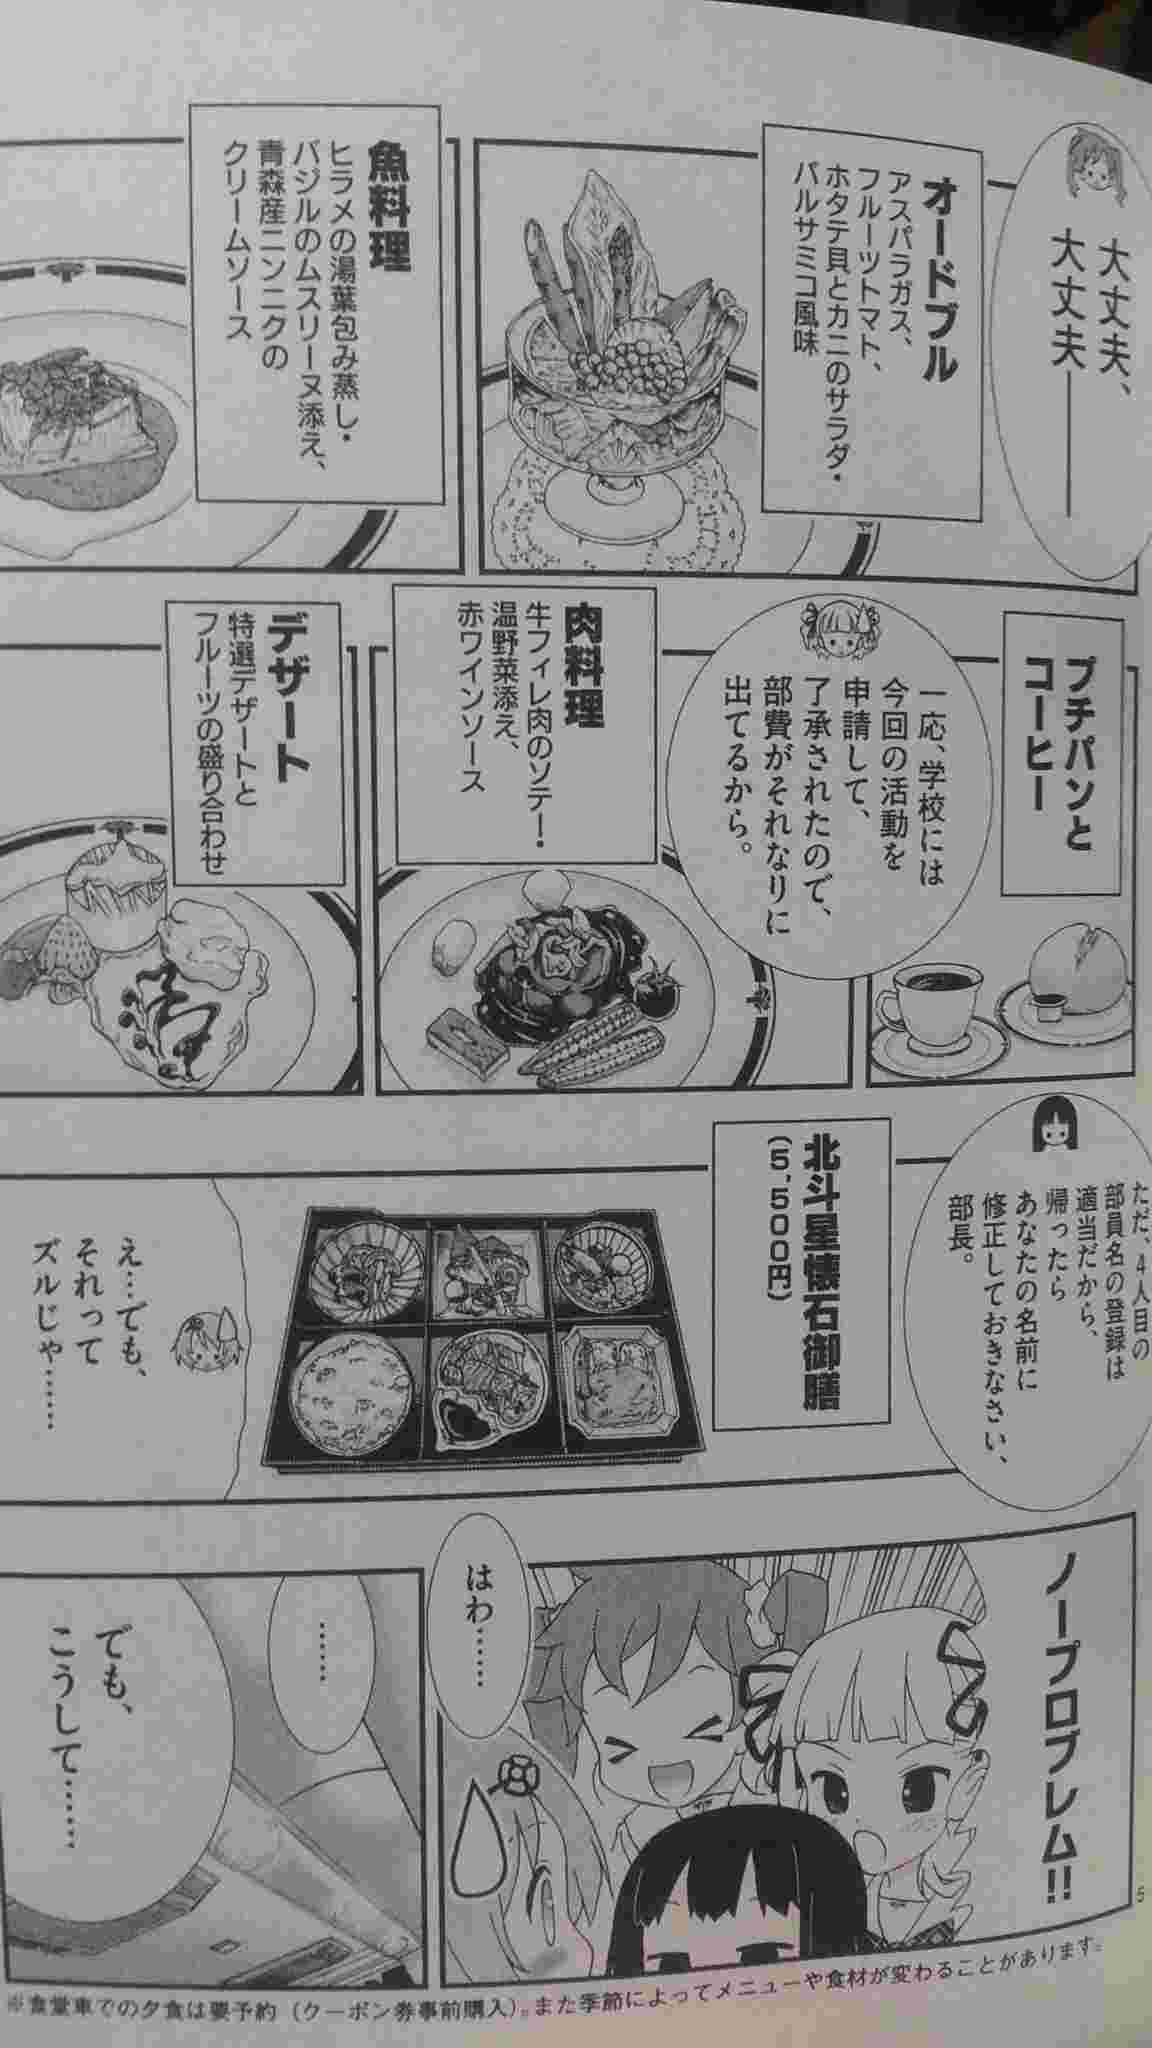 大丈夫、
大丈夫――
オードブル
アスパラガス、
フルーツトマト、
ホタテ貝とカニのサラダ・
バルサミコ風味
魚料理
ヒラメの湯葉包み蒸し・
バジルのムスリーヌ添え、
青森産ニンニクの
クリームソース
プチパンと
コーヒー
一応、学校には
今回の活動を
申請して、
了承されたので、
部費がそれなりに
出てるから。
肉料理
牛フィレ肉のソテー・
温野菜添え、
赤ワインソース
デザート
特選デザートと
フルーツの盛り合わせ
ただ、4人目の
部員名の登録は
適当だから、
帰ったら
あなたの名前に
修正しておきなさい、
部長。
北斗星懐石御膳
(5,500円)
え…でも、
それって
ズルじゃ……
ノープロブレム!!
はわ……
……
でも、
こうして……
※食堂車での夕食は要予約（クーポン券事前購入）。また季節によってメニューや食材が変わることがあります。
5